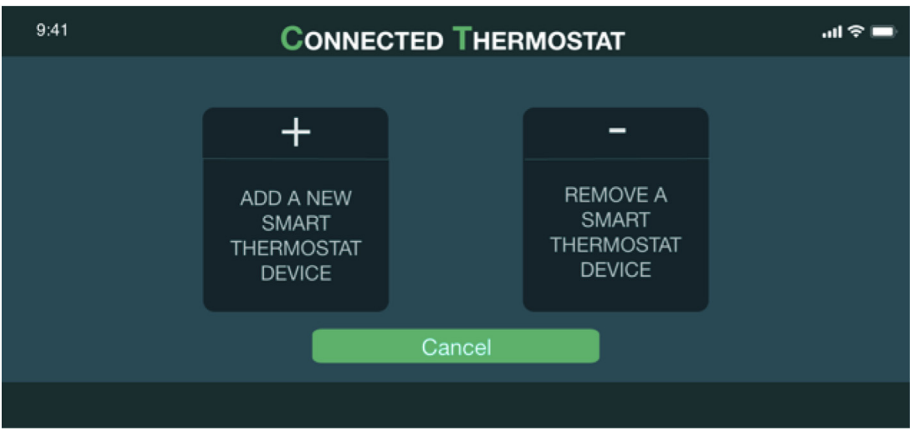 9:41
CONNECTED THERMOSTAT
+
-
ADD A NEW
SMART
THERMOSTAT
DEVICE
REMOVE A
SMART
THERMOSTAT
DEVICE
Cancel